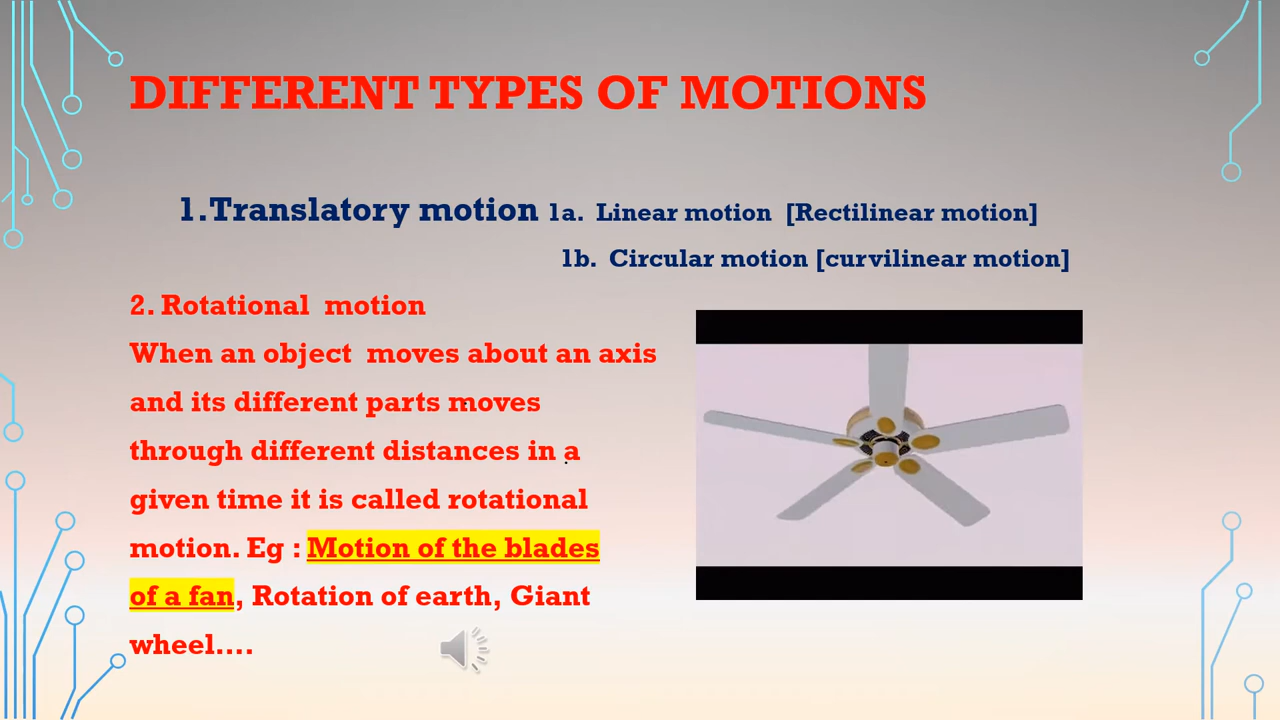 DIFFERENT TYPES OF MOTIONS
1.Translatory motion 1a. Linear motion [Rectilinear motion]
1b. Circular motion [curvilinear motion]
2. Rotational motion
When an object moves about an axis
and its different parts moves
through different distances in a
given time it is called rotational
motion. Eg : Motion of the blades
of a fan, Rotation of earth, Giant
wheel....